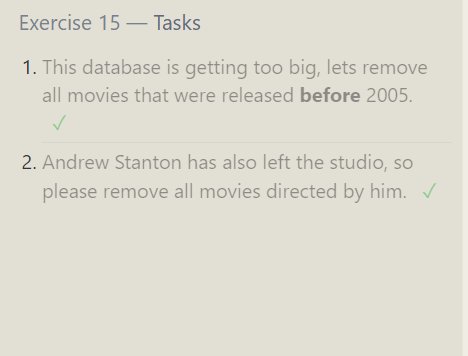 Exercise 15 — Tasks
1. This database is getting too big, lets remove
all movies that were released before 2005.
✓
2. Andrew Stanton has also left the studio, so
please remove all movies directed by him. ✓